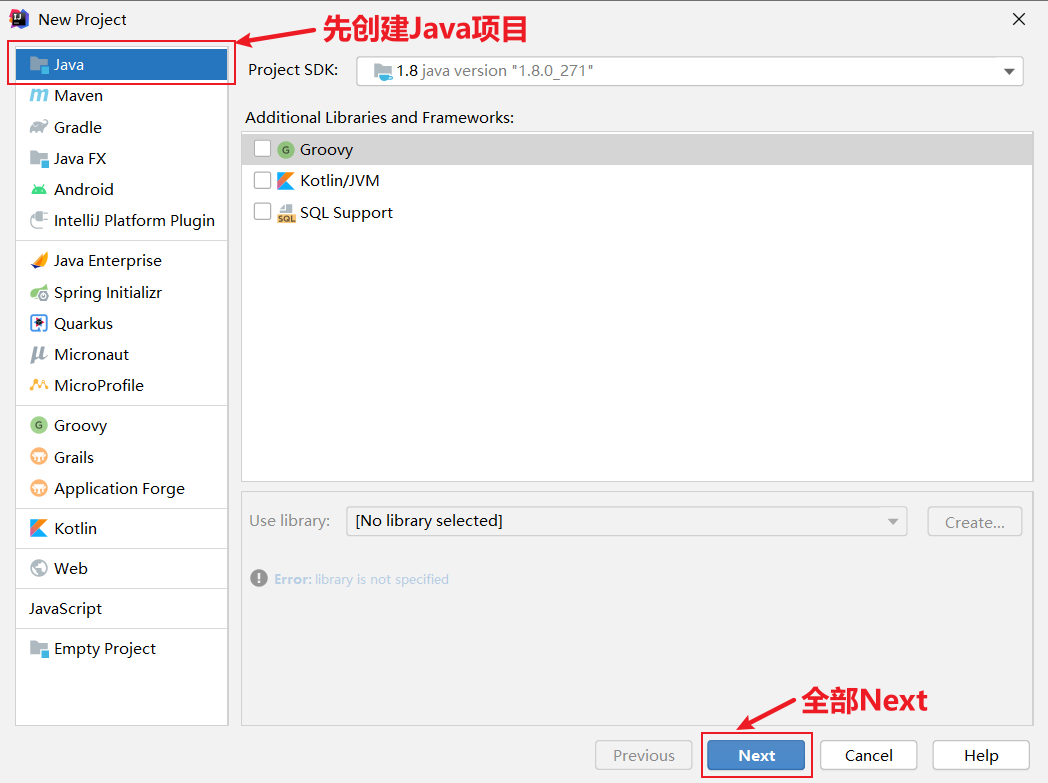 New Project
先创建Java项目
Java
Maven
Gradle
Java FX
Android
IntelliJ Platform Plugin
Java Enterprise
Spring Initializr
Quarkus
Micronaut
MicroProfile
Groovy
Grails
Application Forge
Kotlin
Web
JavaScript
Empty Project
Project SDK:
1.8 java version "1.8.0_271"
Additional Libraries and Frameworks:
G Groovy
Kotlin/JVM
SQL SQL Support
Use library:
[No library selected]
Create...
Error: library is not specified
全部Next
Previous
Next
Cancel
Help